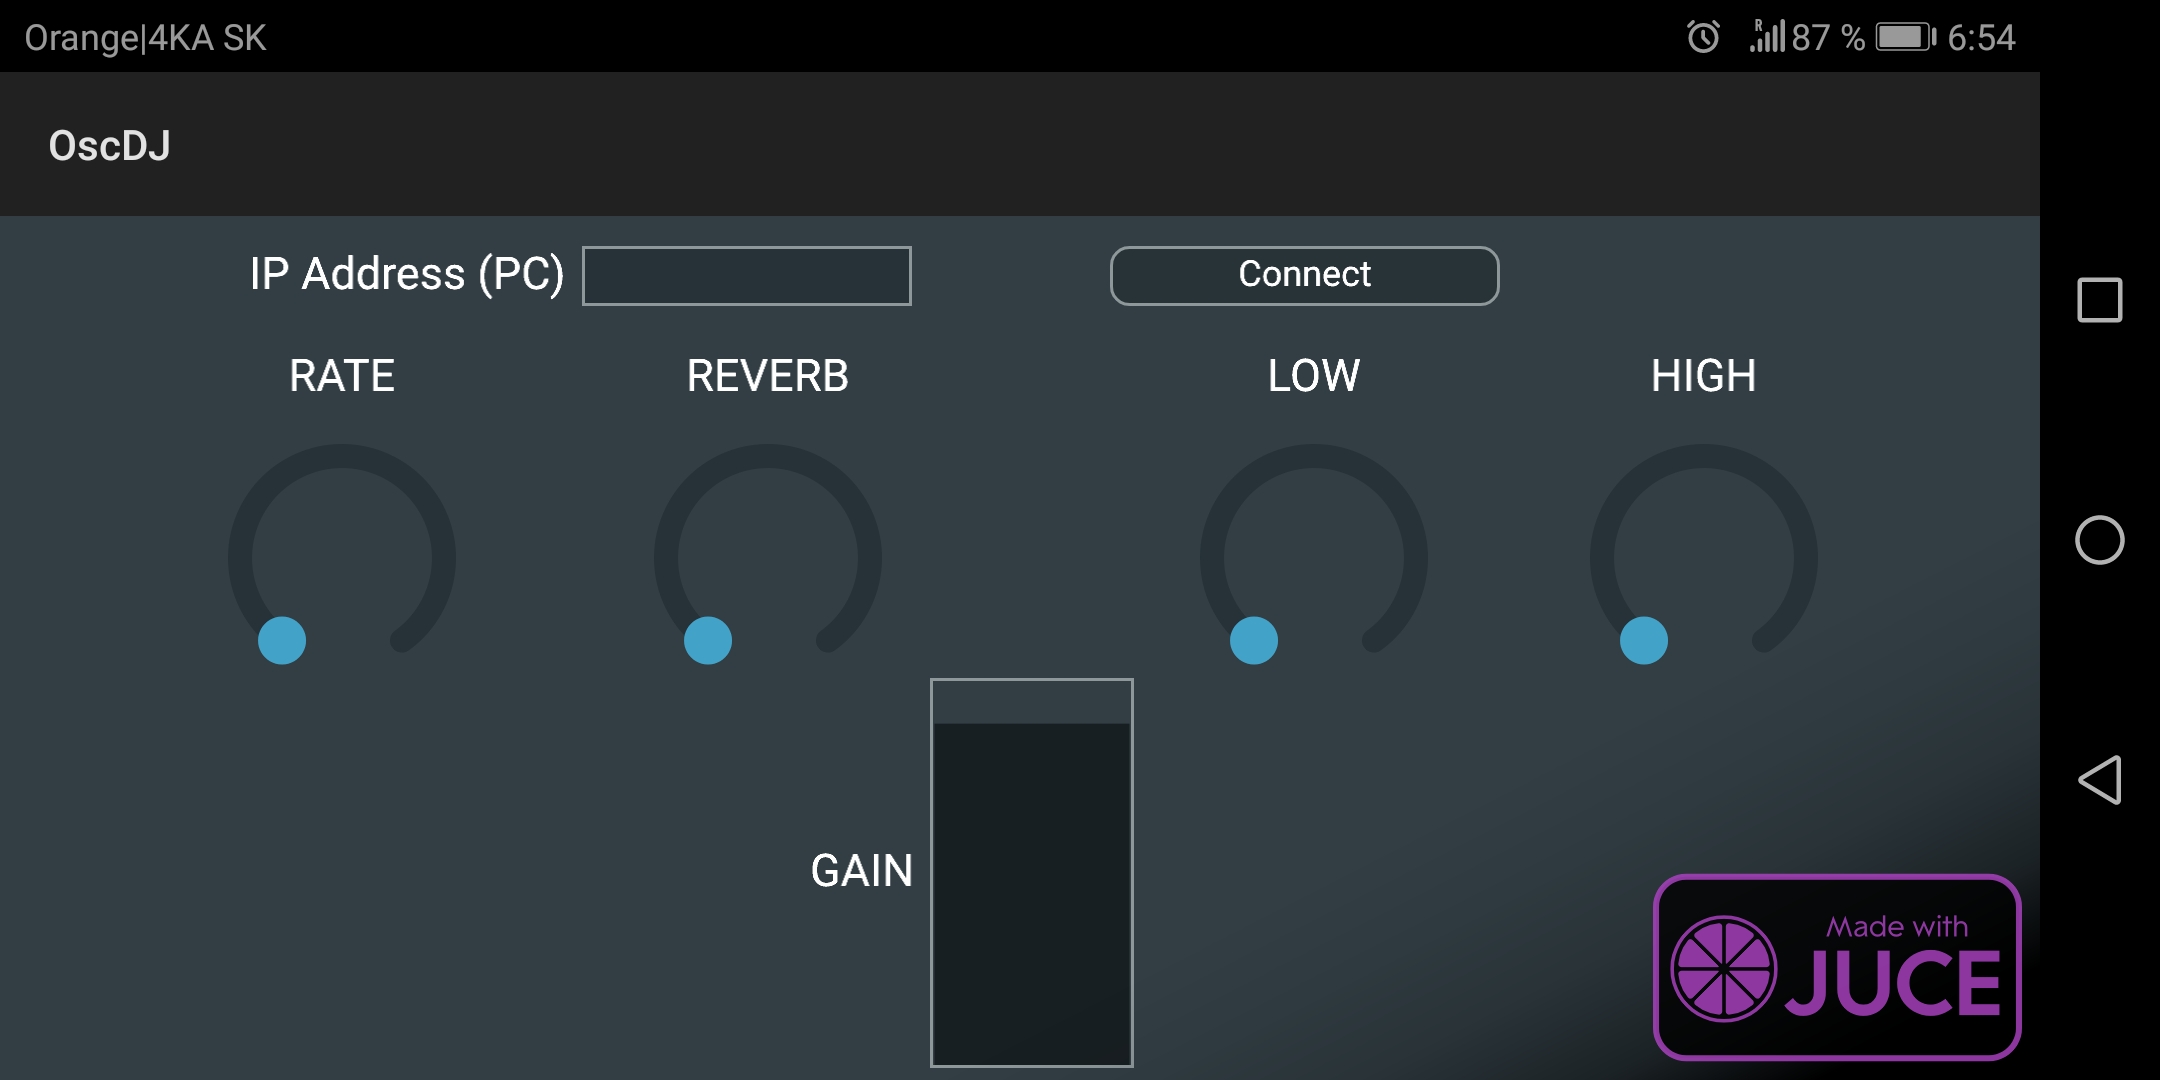 Orange|4KA SK
R 87 % 6:54
OscDJ
IP Address (PC)
Connect
RATE
REVERB
LOW
HIGH
GAIN
Made with
JUCE